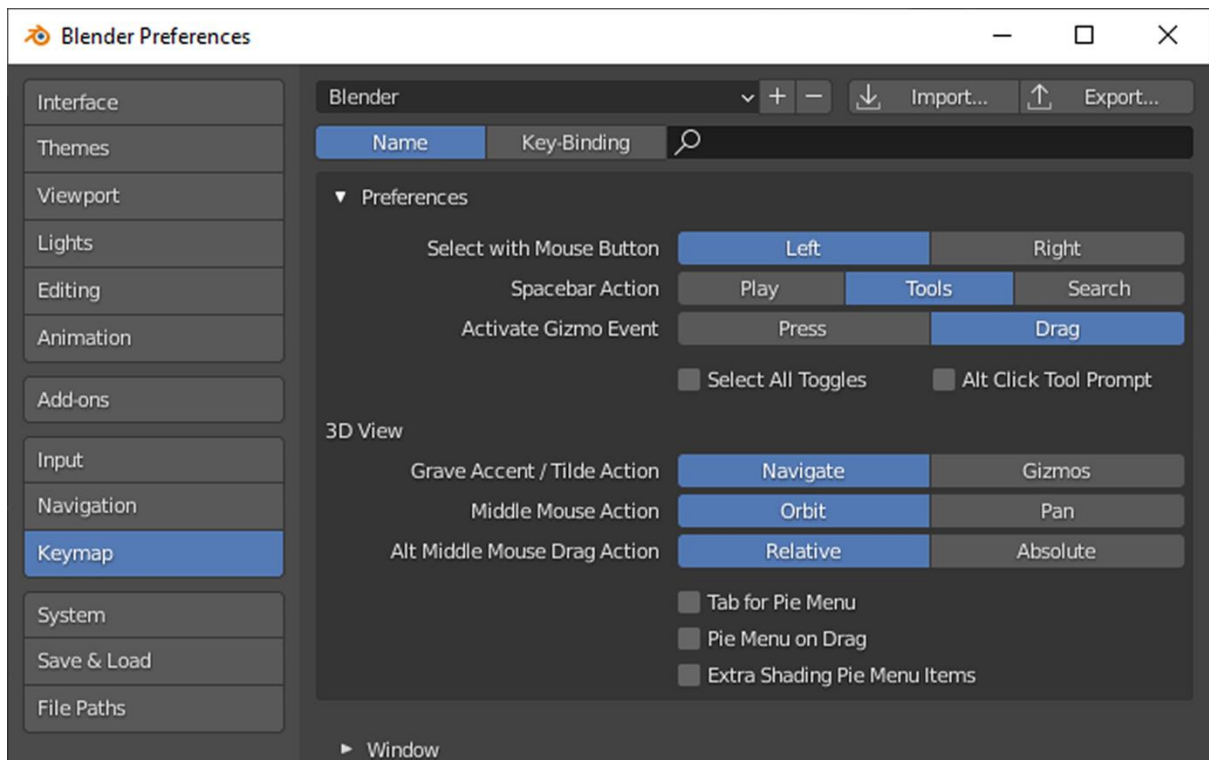 Blender Preferences
Interface
Themes
Viewport
Lights
Editing
Animation
Add-ons
Input
Navigation
Keymap
System
Save & Load
File Paths
Blender Import... Export...
Name Key-Binding
Preferences
Select with Mouse Button Left Right
Spacebar Action Play Tools Search
Activate Gizmo Event Press Drag
Select All Toggles Alt Click Tool Prompt
3D View
Grave Accent / Tilde Action Navigate Gizmos
Middle Mouse Action Orbit Pan
Alt Middle Mouse Drag Action Relative Absolute
Tab for Pie Menu
Pie Menu on Drag
Extra Shading Pie Menu Items
Window